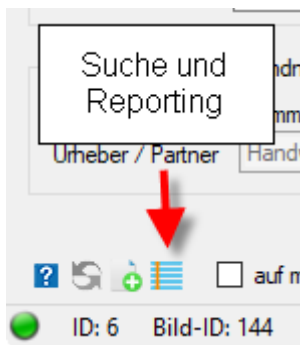 Suche und
Reporting
Urheber / Partner
?
auf
ID: 6 Bild-ID: 144